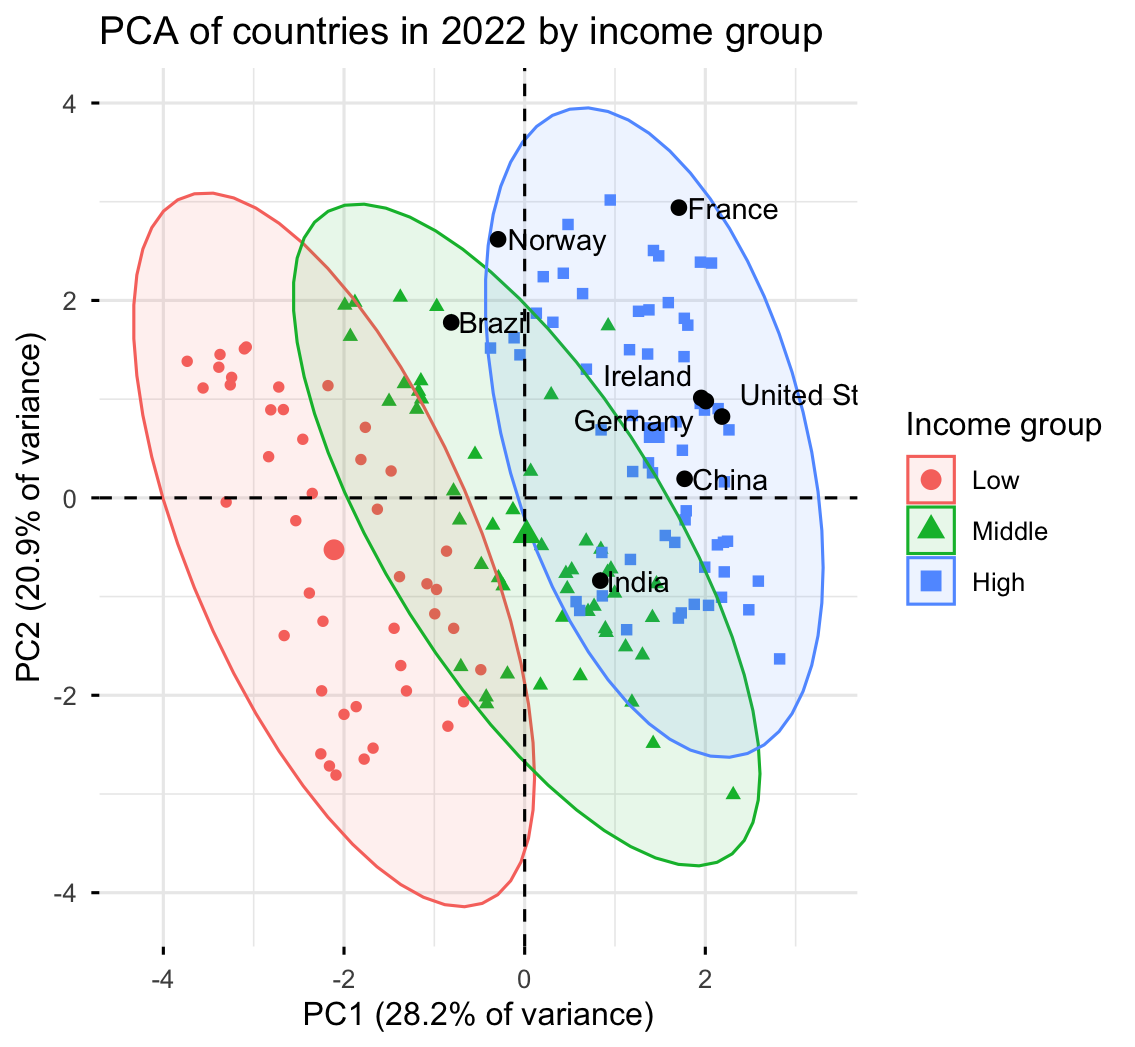 PCA of countries in 2022 by income group
PC2 (20.9% of variance)
4
2
0
-2
-4
France
Norway
Brazil
Ireland
United St
Germany
China
India
-4
-2
0
2
PC1 (28.2% of variance)
Income group
Low
Middle
High